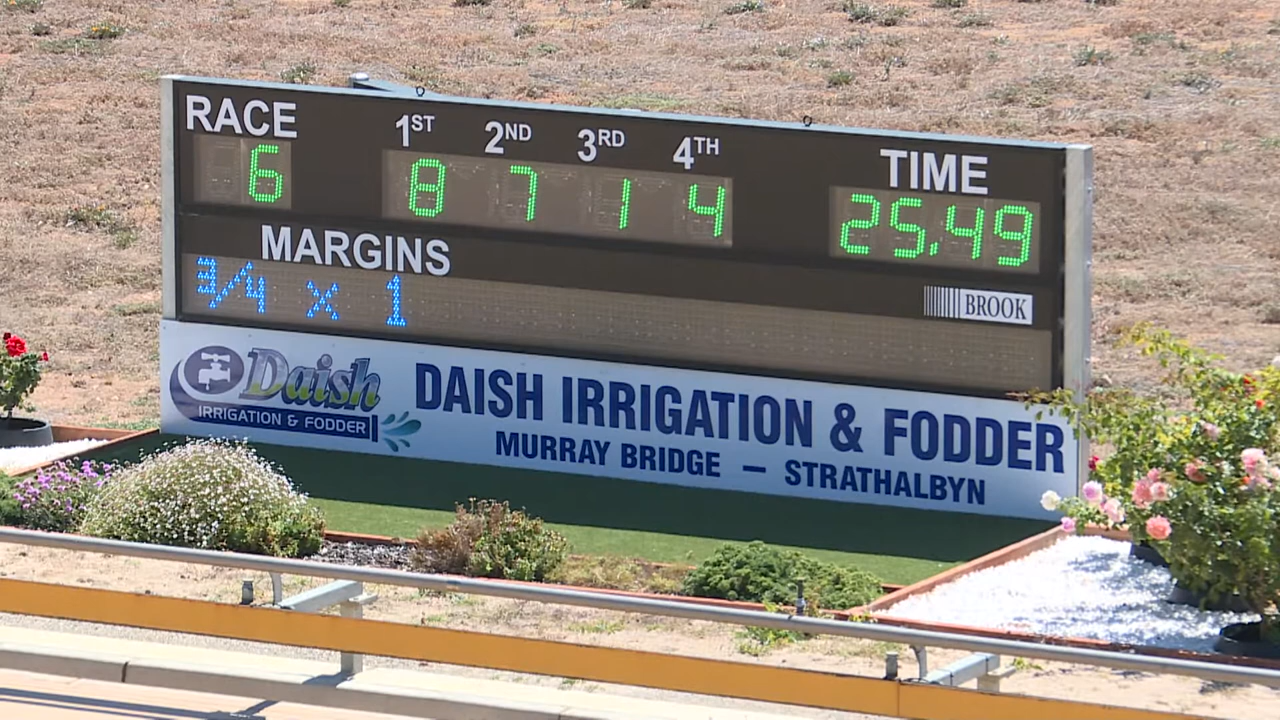 RACE 1ST 2ND 3RD 4TH TIME
6 8 7 1 4 25.49
MARGINS
3/4 x 1
BROOK
Daish
IRRIGATION & FODDER
DAISH IRRIGATION & FODDER
MURRAY BRIDGE — STRATHALBYN